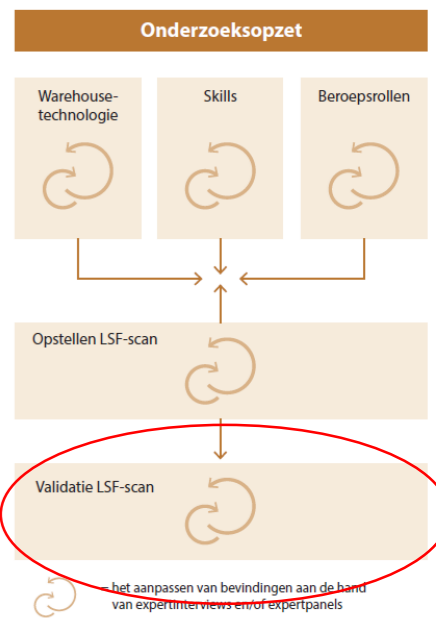 Onderzoeksopzet
Warehouse-
technologie
Skills
Beroepsrollen
Opstellen LSF-scan
Validatie LSF-scan
= het aanpassen van bevindingen aan de hand
van expertinterviews en/of expertpanels